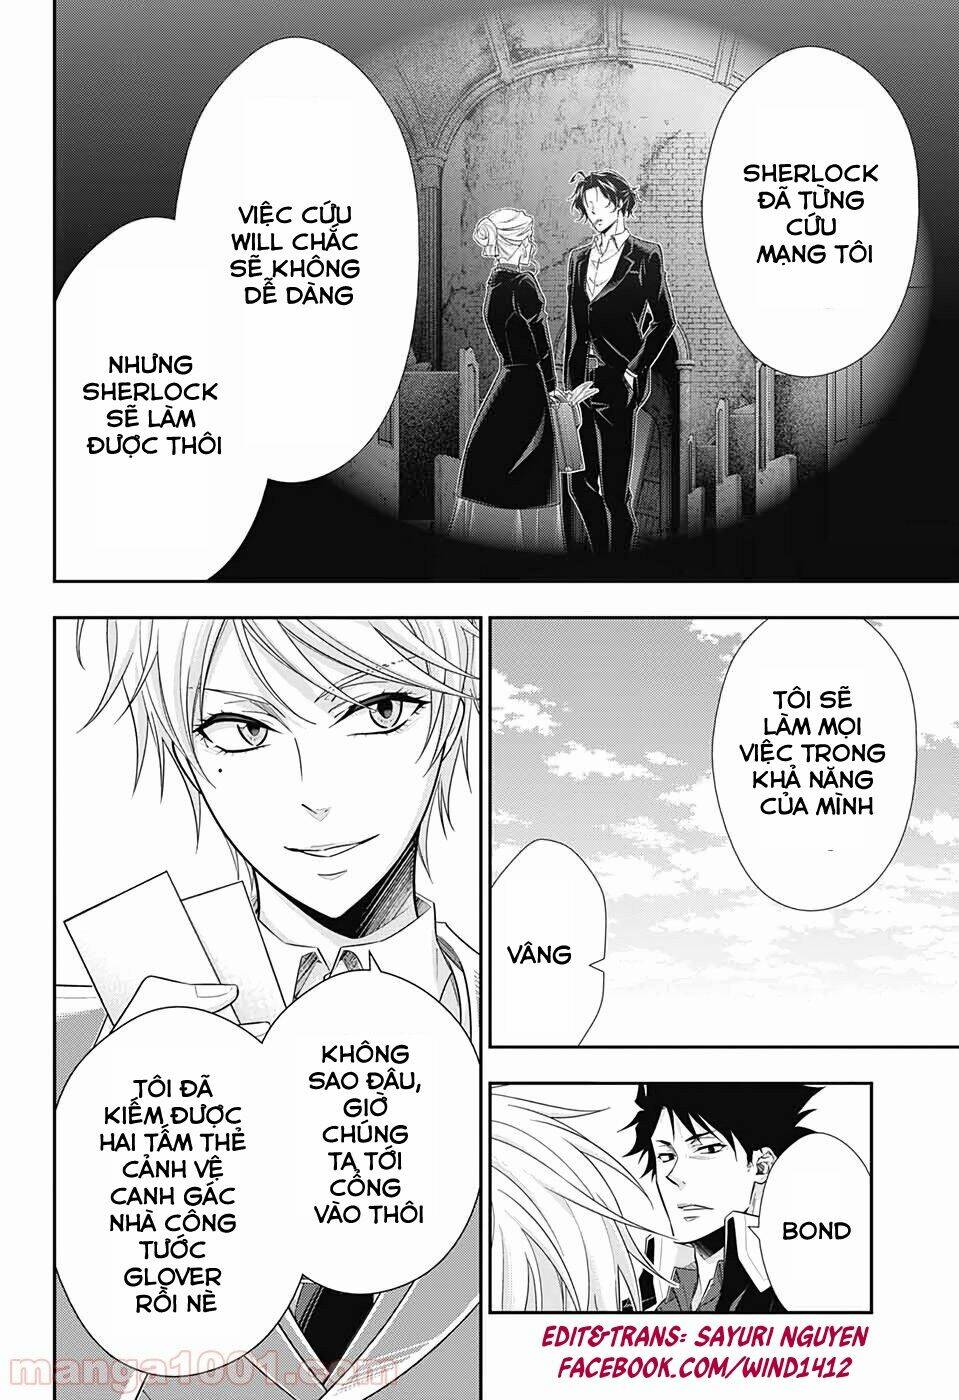 SHERLOCK
ĐÃ TỪNG
CỨU
MẠNG TÔI
VIỆC CỨU
WILL CHẮC
SẼ KHÔNG
DỄ DÀNG
NHƯNG
SHERLOCK
SẼ LÀM
ĐƯỢC THÔI
TÔI SẼ
LÀM MỌI
VIỆC TRONG
KHẢ NĂNG
CỦA MÌNH
VÂNG
BOND
KHÔNG
SAO ĐÂU,
GIỜ
CHÚNG
TA TỚI
CỔNG
VÀO THÔI
TÔI ĐÃ
KIẾM ĐƯỢC
HAI TẤM THẺ
CẢNH VỆ
CANH GÁC
NHÀ CÔNG
TƯỚC
GLOVER
RỒI NÈ
EDIT&TRANS: SAYURI NGUYEN
FACEBOOK.COM/WIND1412
manga1001.com